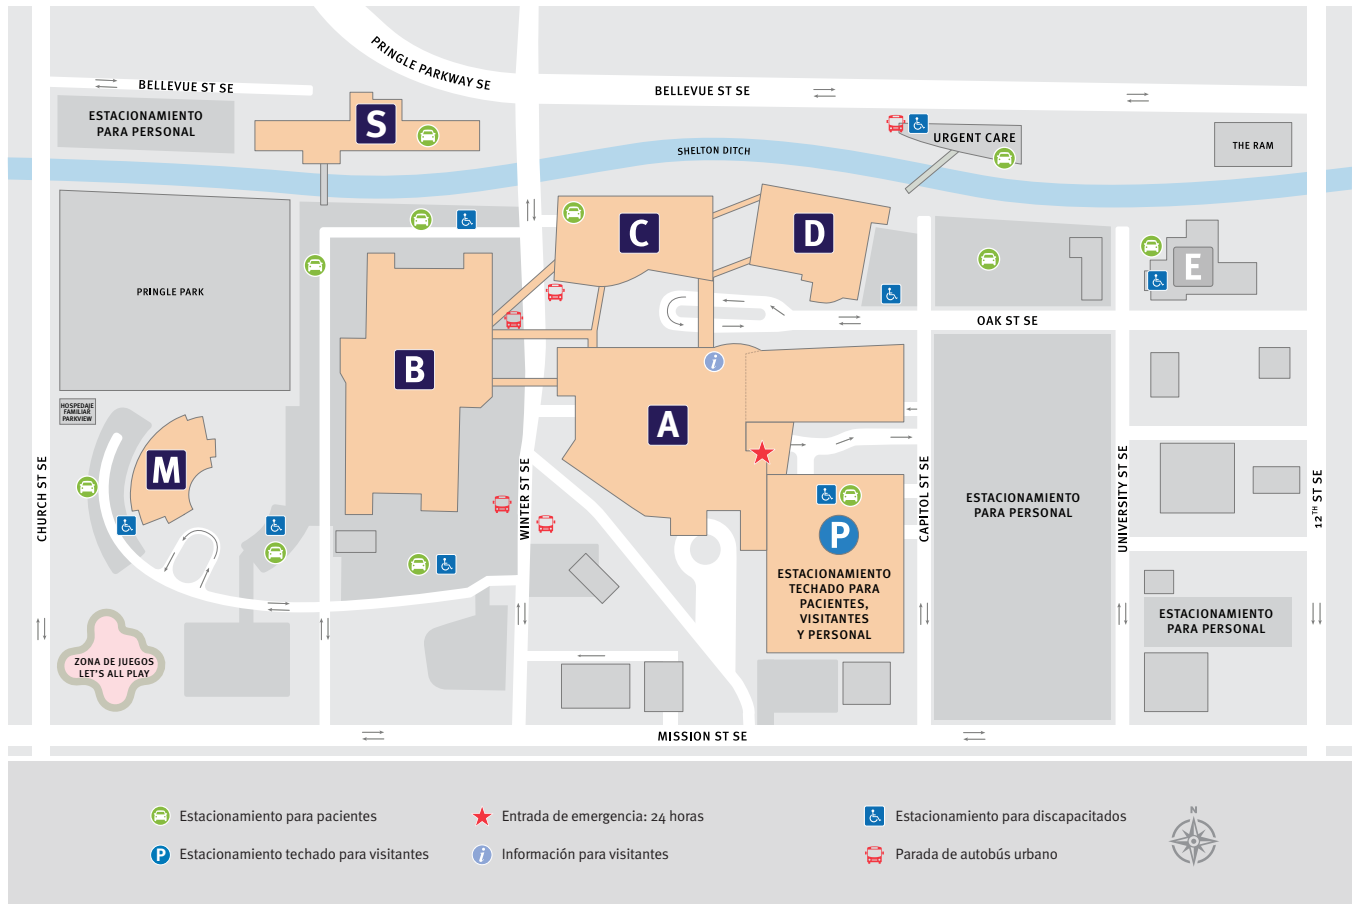 PRINGLE PARKWAY SE
BELLEVUE ST SE
BELLEVUE ST SE
ESTACIONAMIENTO
PARA PERSONAL
S
URGENT CARE
THE RAM
SHELTON DITCH
C
D
E
PRINGLE PARK
OAK ST SE
B
i
A
HOSPEDAJE
FAMILIAR
PARKVIEW
M
CHURCH ST SE
WINTER ST SE
CAPITOL ST SE
UNIVERSITY ST SE
12TH ST SE
ESTACIONAMIENTO
PARA PERSONAL
P
ESTACIONAMIENTO
TECHADO PARA
PACIENTES,
VISITANTES
Y PERSONAL
ESTACIONAMIENTO
PARA PERSONAL
ZONA DE JUEGOS
LET'S ALL PLAY
MISSION ST SE
Estacionamiento para pacientes
Entrada de emergencia: 24 horas
Estacionamiento para discapacitados
P Estacionamiento techado para visitantes
i Información para visitantes
Parada de autobús urbano
N